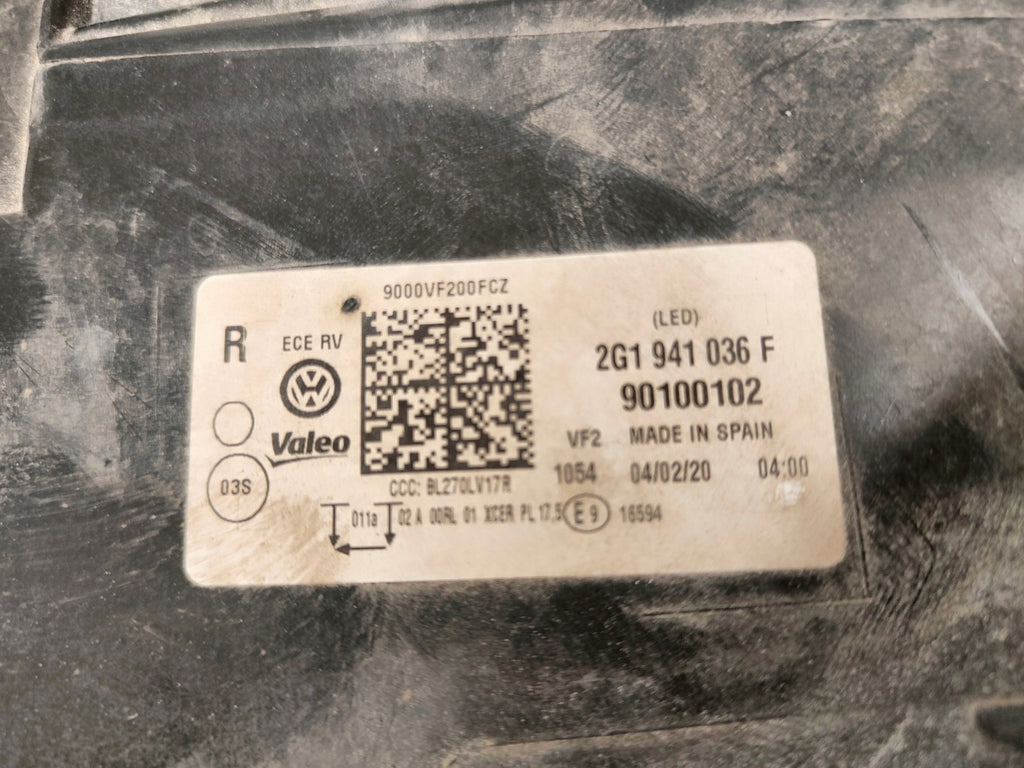 9000VF200FCZ
R
ECE RV
(LED)
2G1 941 036 F
90100102
Valeo
VF2 MADE IN SPAIN
03S
1054 04/02/20 04:00
CCC: BL270LV17R
011a 02 A 00RL 01 XCER PL 17,5 E 9 16594